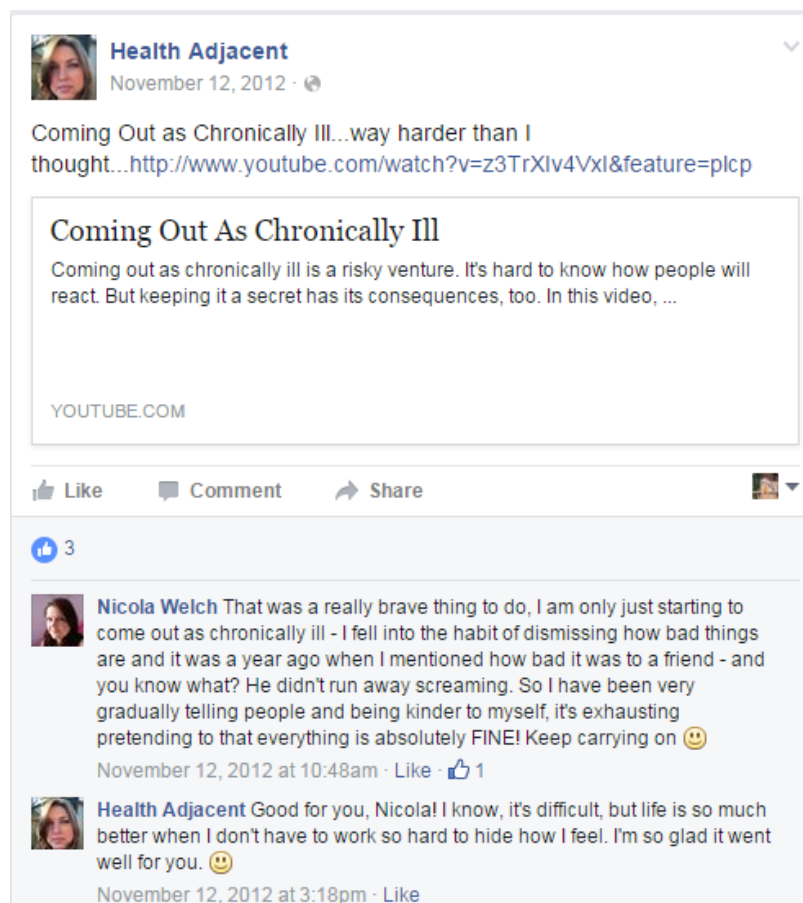 Health Adjacent
November 12, 2012 ·
Coming Out as Chronically Ill...way harder than I
thought...http://www.youtube.com/watch?v=z3TrXIv4VxI&feature=plcp
Coming Out As Chronically Ill
Coming out as chronically ill is a risky venture. It's hard to know how people will
react. But keeping it a secret has its consequences, too. In this video, ...
YOUTUBE.COM
Like Comment Share
3
Nicola Welch That was a really brave thing to do, I am only just starting to
come out as chronically ill - I fell into the habit of dismissing how bad things
are and it was a year ago when I mentioned how bad it was to a friend - and
you know what? He didn't run away screaming. So I have been very
gradually telling people and being kinder to myself, it's exhausting
pretending to that everything is absolutely FINE! Keep carrying on
November 12, 2012 at 10:48am · Like · 1
Health Adjacent Good for you, Nicola! I know, it's difficult, but life is so much
better when I don't have to work so hard to hide how I feel. I'm so glad it went
well for you.
November 12, 2012 at 3:18pm · Like